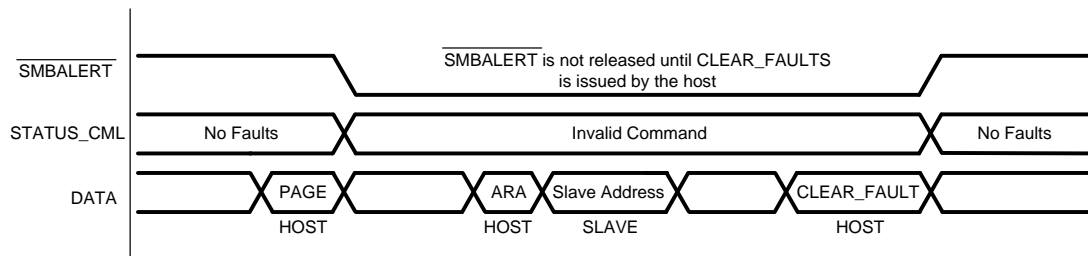 SMBALERT
SMBALERT is not released until CLEAR_FAULTS
is issued by the host
STATUS_CML
No Faults
Invalid Command
No Faults
DATA
PAGE
ARA
Slave Address
CLEAR_FAULT
HOST
HOST
SLAVE
HOST